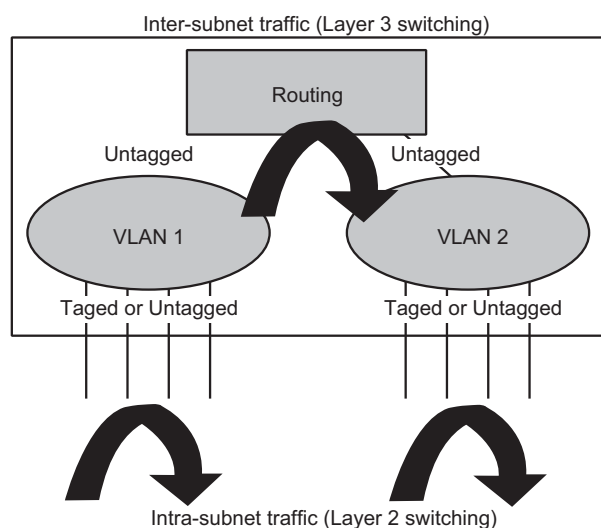 Inter-subnet traffic (Layer 3 switching)
Routing
Untagged
Untagged
VLAN 1
VLAN 2
Taged or Untagged
Taged or Untagged
Intra-subnet traffic (Layer 2 switching)